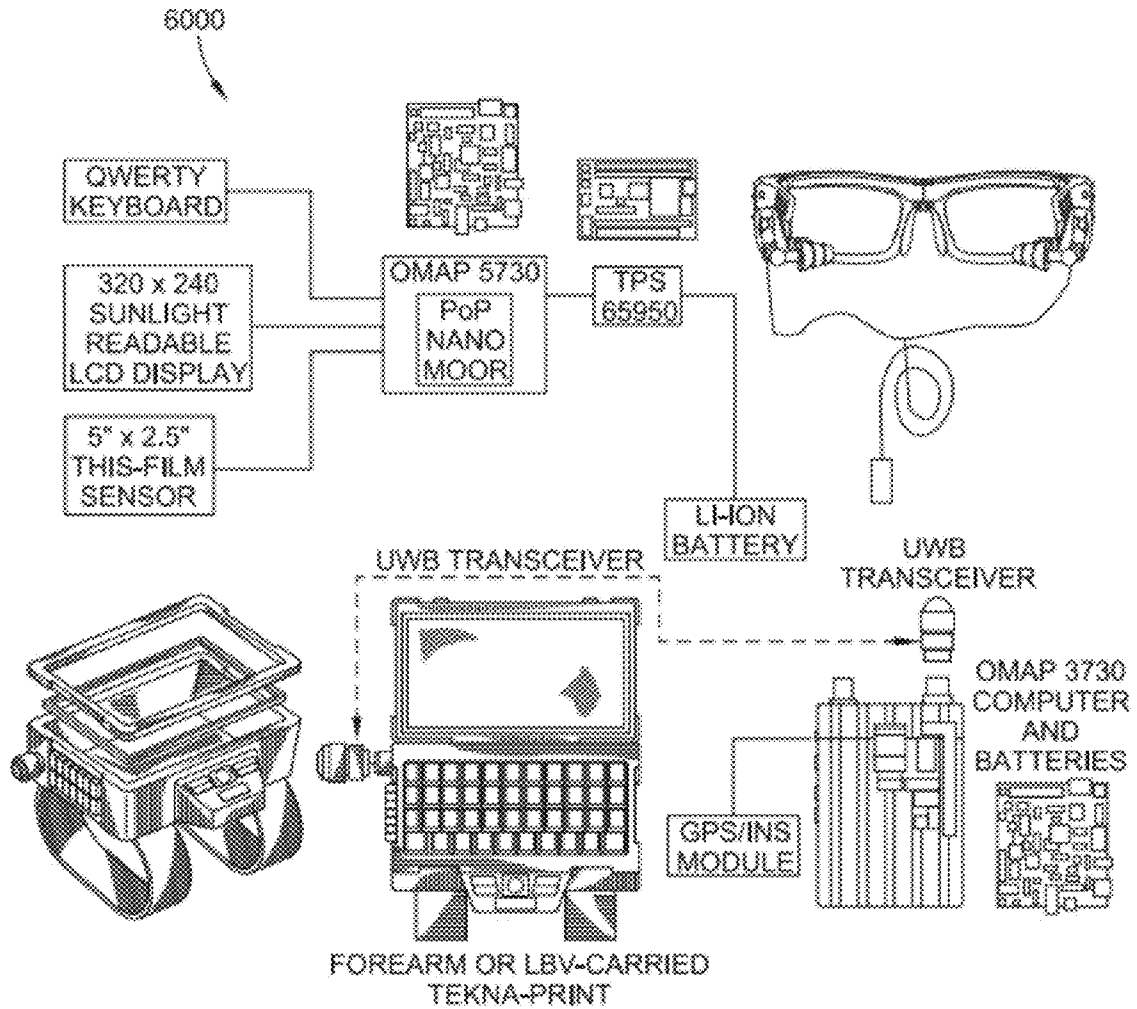 6000
QWERTY
KEYBOARD
320 x 240
SUNLIGHT
READABLE
LCD DISPLAY
5" x 2.5"
THIS-FILM
SENSOR
OMAP 5730
PoP
NANO
MOOR
TPS
65950
LI-ION
BATTERY
UWB TRANSCEIVER
UWB
TRANSCEIVER
OMAP 3730
COMPUTER
AND
BATTERIES
GPS/INS
MODULE
FOREARM OR LBV-CARRIED
TEKNA-PRINT